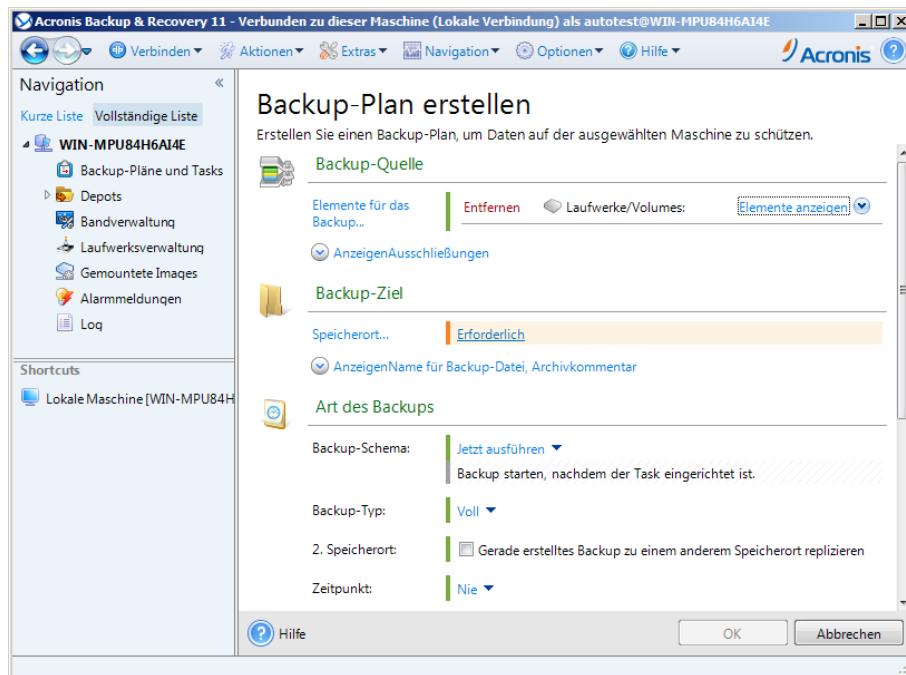 Acronis Backup & Recovery 11 - Verbunden zu dieser Maschine (Lokale Verbindung) als autotest@WIN-MPU84H6AI4E
Verbinden Aktionen Extras Navigation Optionen Hilfe Acronis
Navigation
Kurze Liste Vollständige Liste
WIN-MPU84H6AI4E
Backup-Pläne und Tasks
Depots
Bandverwaltung
Laufwerksverwaltung
Gemountete Images
Alarmmeldungen
Log
Shortcuts
Lokale Maschine [WIN-MPU84H
Backup-Plan erstellen
Erstellen Sie einen Backup-Plan, um Daten auf der ausgewählten Maschine zu schützen.
Backup-Quelle
Elemente für das Backup... Entfernen Laufwerke/Volumes: Elemente anzeigen
AnzeigenAusschließungen
Backup-Ziel
Speicherort... Erforderlich
AnzeigenName für Backup-Datei, Archivkommentar
Art des Backups
Backup-Schema: Jetzt ausführen
Backup starten, nachdem der Task eingerichtet ist.
Backup-Typ: Voll
2. Speicherort: Gerade erstelltes Backup zu einem anderem Speicherort replizieren
Zeitpunkt: Nie
Hilfe OK Abbrechen